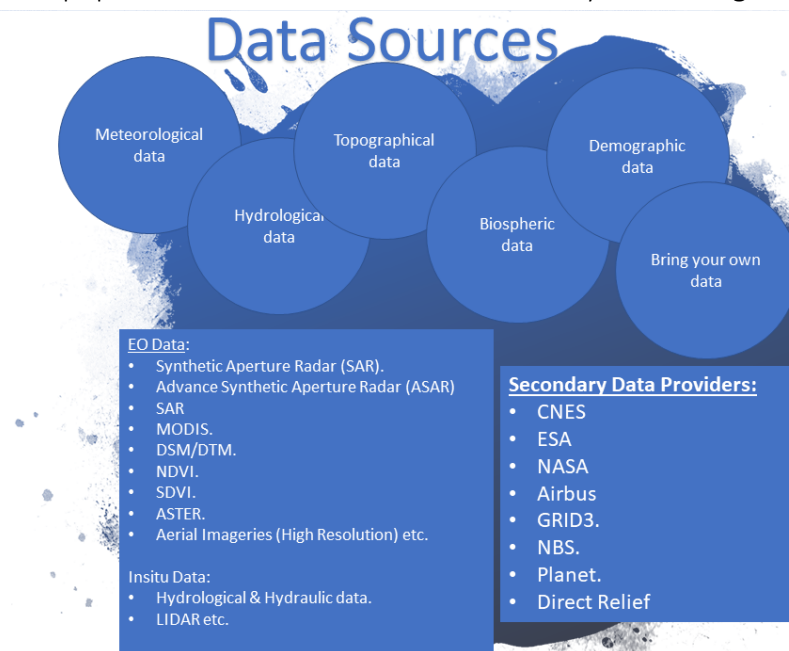 Data Sources
Meteorological
data
Hydrological
data
Topographical
data
Biospheric
data
Demographic
data
Bring your own
data
EO Data:
• Synthetic Aperture Radar (SAR).
• Advance Synthetic Aperture Radar (ASAR)
• SAR
• MODIS.
• DSM/DTM.
• NDVI.
• SDVI.
• ASTER.
• Aerial Imageries (High Resolution) etc.
Insitu Data:
• Hydrological & Hydraulic data.
• LIDAR etc.
Secondary Data Providers:
• CNES
• ESA
• NASA
• Airbus
• GRID3.
• NBS.
• Planet.
• Direct Relief